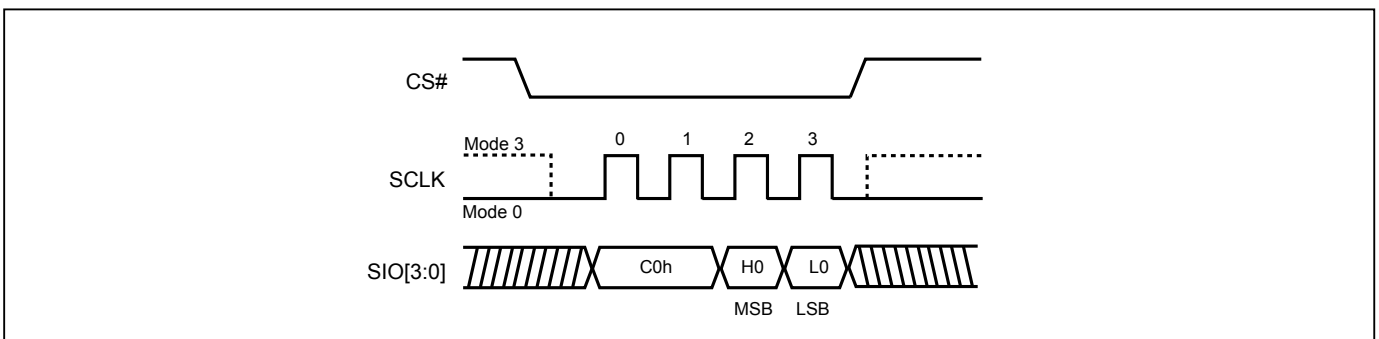 CS#
Mode 3 0 1 2 3
SCLK
Mode 0
SIO[3:0] C0h H0 L0
MSB LSB